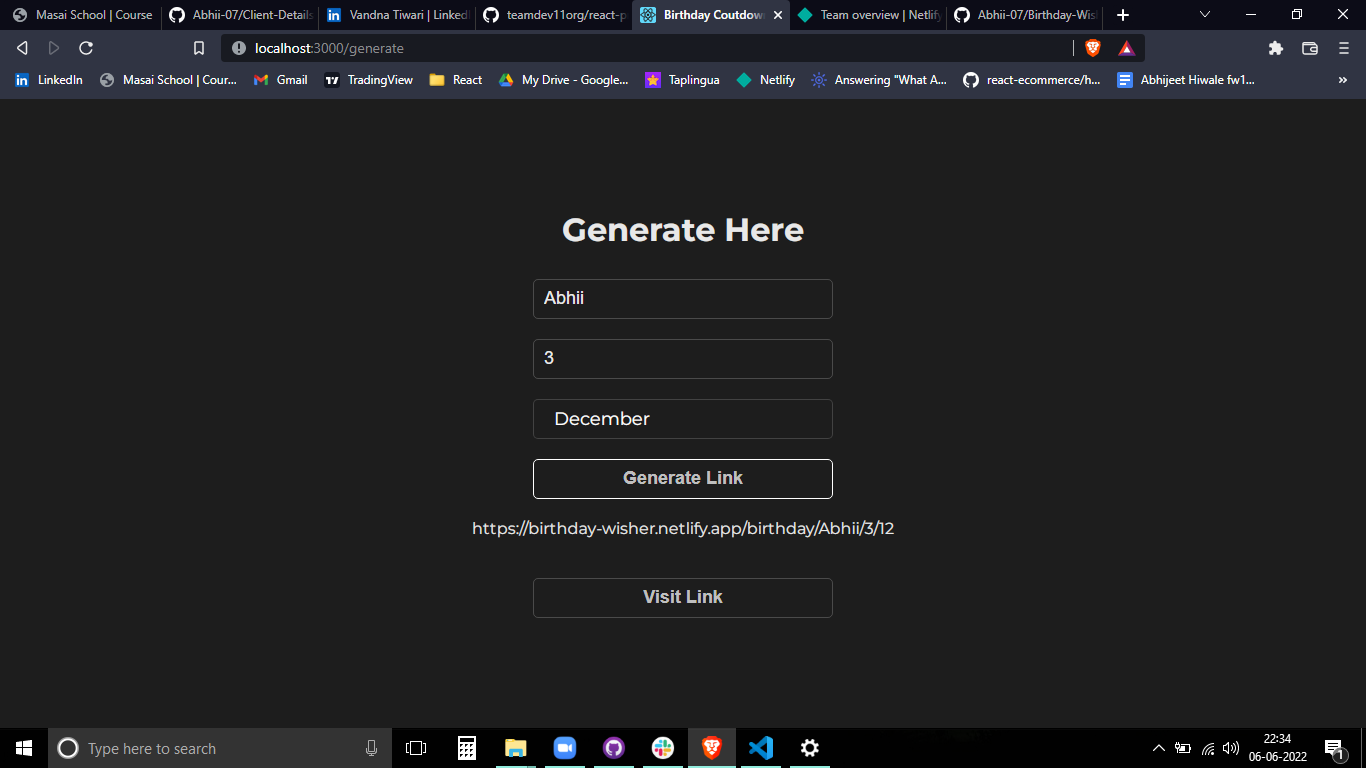 Masai School | Course
Abhii-07/Client-Details
Vandna Tiwari | Linked
teamdev11org/react-p
Birthday Coutdow
Team overview | Netlify
Abhii-07/Birthday-Wis
localhost:3000/generate
LinkedIn
Masai School | Cour...
Gmail
TradingView
React
My Drive - Google...
Taplingua
Netlify
Answering "What A...
react-ecommerce/h...
Abhijeet Hiwale fw1...
»
Generate Here
Abhii
3
December
Generate Link
https://birthday-wisher.netlify.app/birthday/Abhii/3/12
Visit Link
Type here to search
22:34
06-06-2022
1